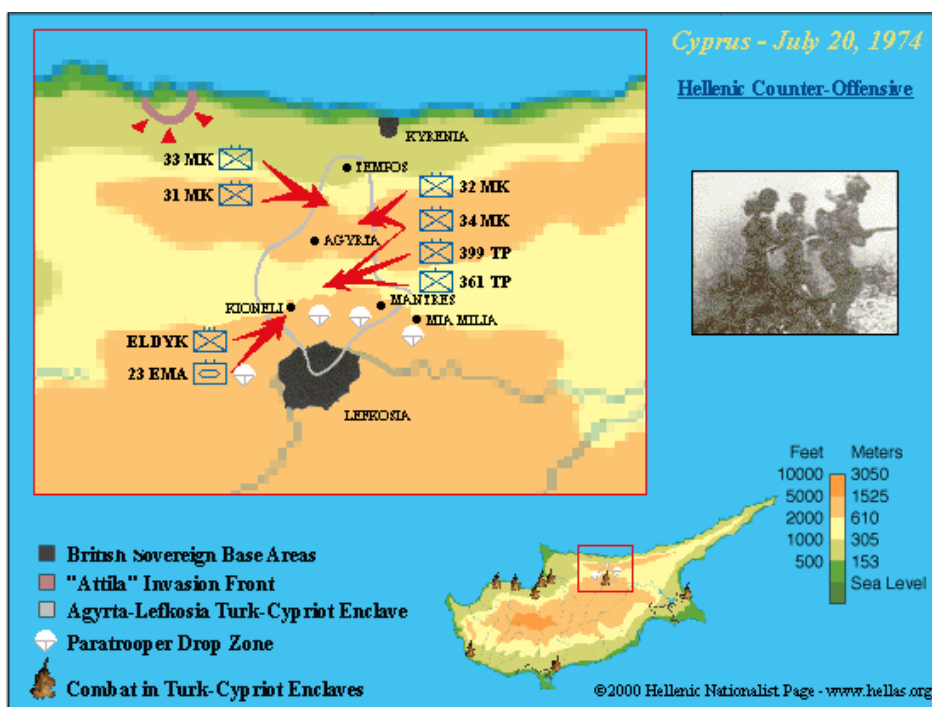 Cyprus - July 20, 1974
Hellenic Counter-Offensive
KYRENIA
TEMPOS
33 MK
31 MK
32 MK
34 MK
AGYRTA
399 TP
361 TP
KIONELI
MANTRES
MIA MILIA
ELDYK
23 EMA
LEFKOSIA
Feet Meters
10000 3050
5000 1525
2000 610
1000 305
500 153
Sea Level
British Sovereign Base Areas
"Attila" Invasion Front
Agyrta-Lefkosia Turk-Cypriot Enclave
Paratrooper Drop Zone
Combat in Turk-Cypriot Enclaves
©2000 Hellenic Nationalist Page - www.hellas.org